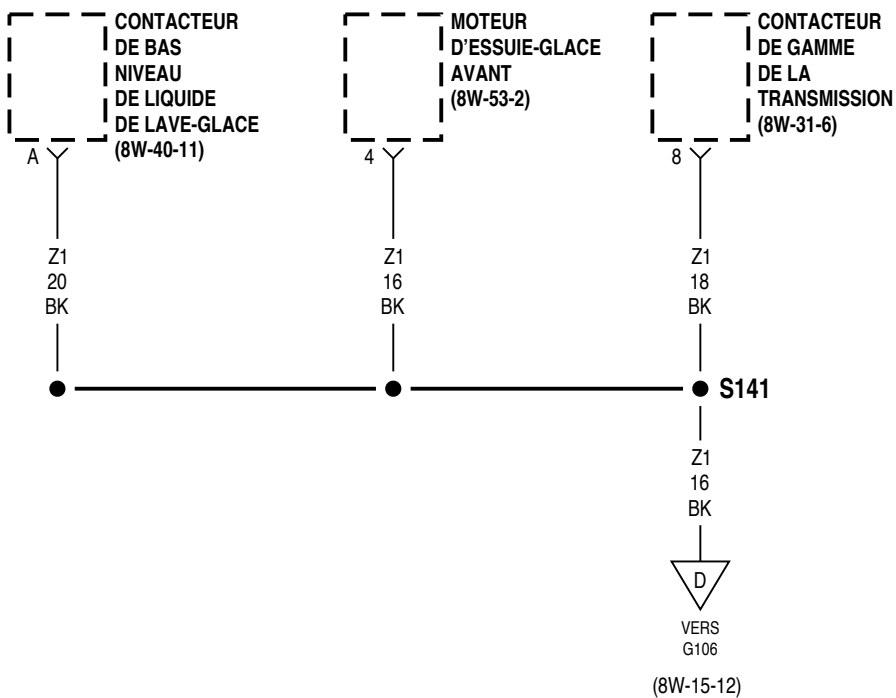 CONTACTEUR
DE BAS
NIVEAU
DE LIQUIDE
DE LAVE-GLACE
(8W-40-11)
A
MOTEUR
D'ESSUIE-GLACE
AVANT
(8W-53-2)
4
CONTACTEUR
DE GAMME
DE LA
TRANSMISSION
(8W-31-6)
8
Z1
20
BK
Z1
16
BK
Z1
18
BK
S141
Z1
16
BK
D
VERS
G106
(8W-15-12)